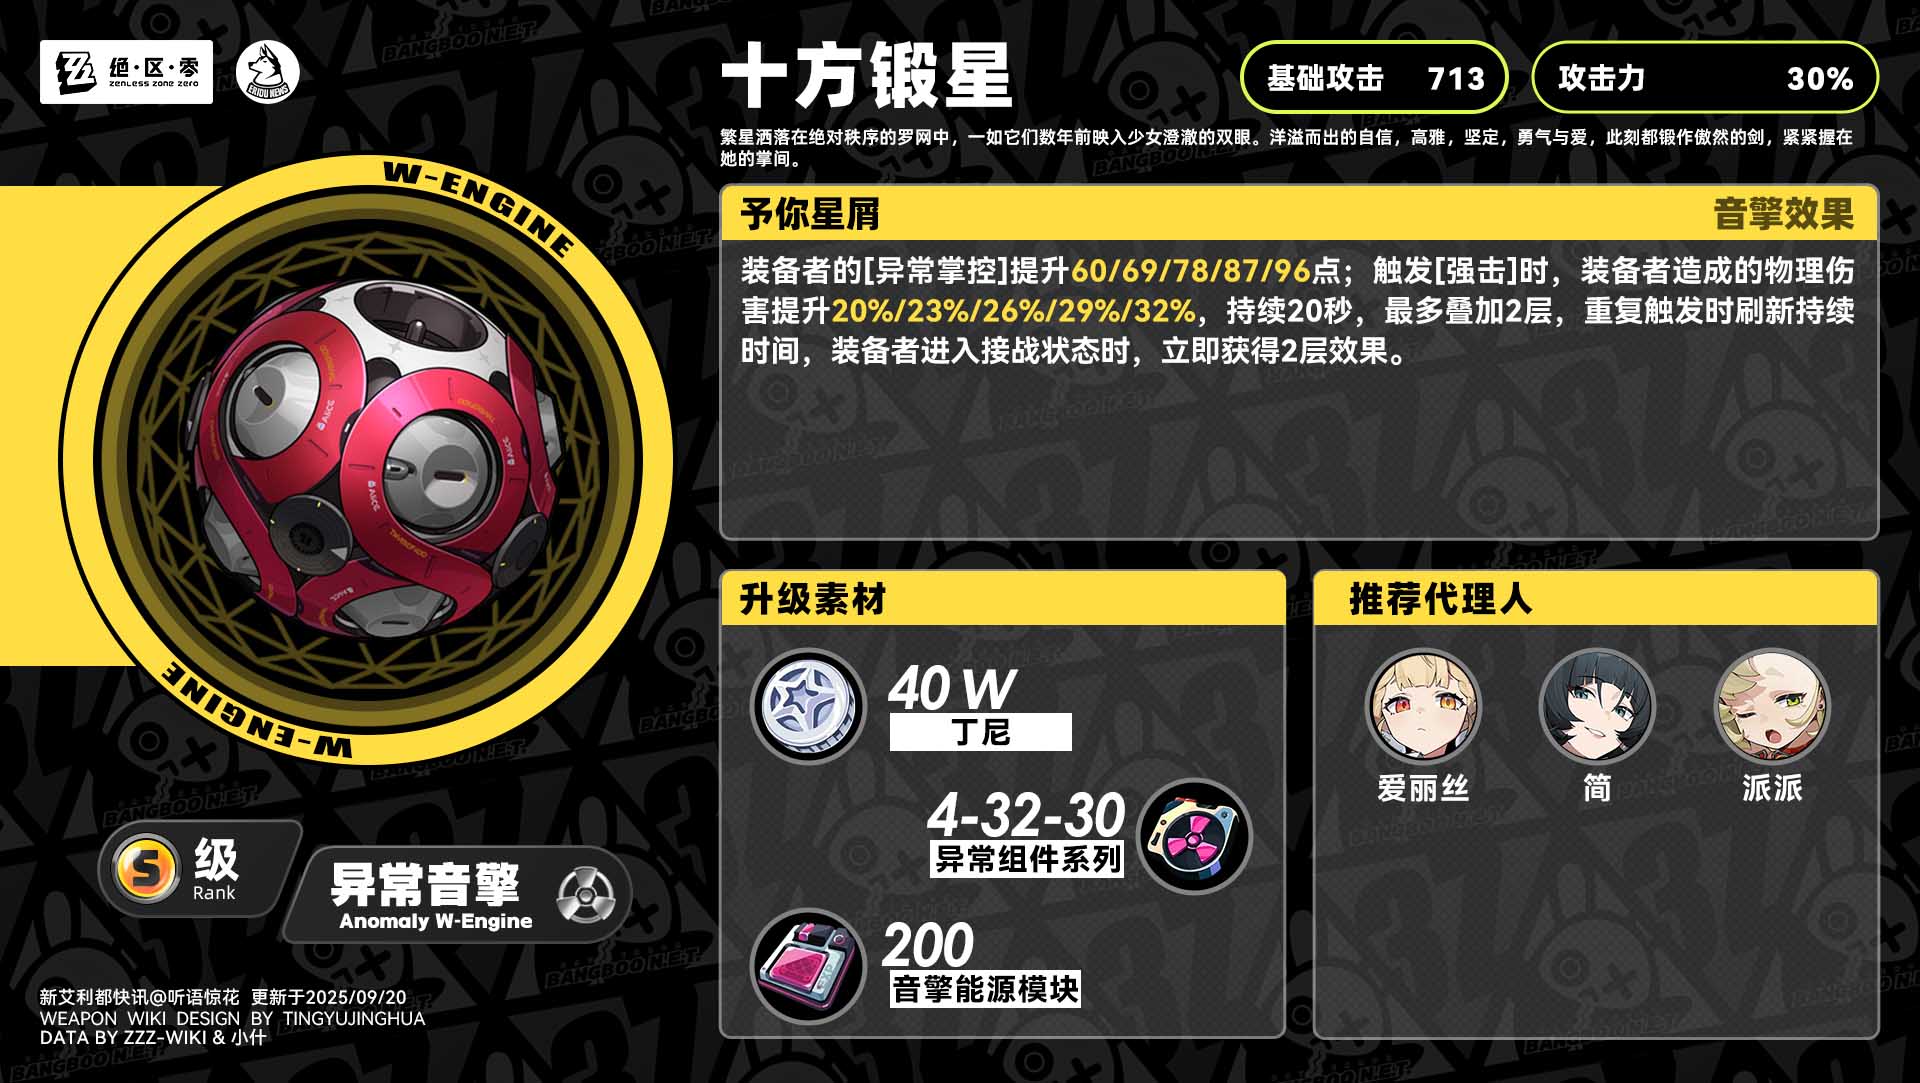 绝·区·零
ZENLESS ZONE ZERO
ERIDU NEWS
W-ENGINE
W-ENGINE
S
级
Rank
异常音擎
Anomaly W-Engine
新艾利都快讯@听语惊花 更新于2025/09/20
WEAPON WIKI DESIGN BY TINGYUJINGHUA
DATA BY ZZZ-WIKI & 小什
十方锻星
基础攻击 713
攻击力 30%
繁星洒落在绝对秩序的罗网中，一如它们数年前映入少女澄澈的双眼。洋溢而出的自信，高雅，坚定，勇气与爱，此刻都锻作傲然的剑，紧紧握在
她的掌间。
予你星屑 音擎效果
装备者的[异常掌控]提升60/69/78/87/96点；触发[强击]时，装备者造成的物理伤
害提升20%/23%/26%/29%/32%，持续20秒，最多叠加2层，重复触发时刷新持续
时间，装备者进入接战状态时，立即获得2层效果。
升级素材
40 W
丁尼
4-32-30
异常组件系列
200
音擎能源模块
推荐代理人
爱丽丝 简 派派
BANGBOO N.E.T.